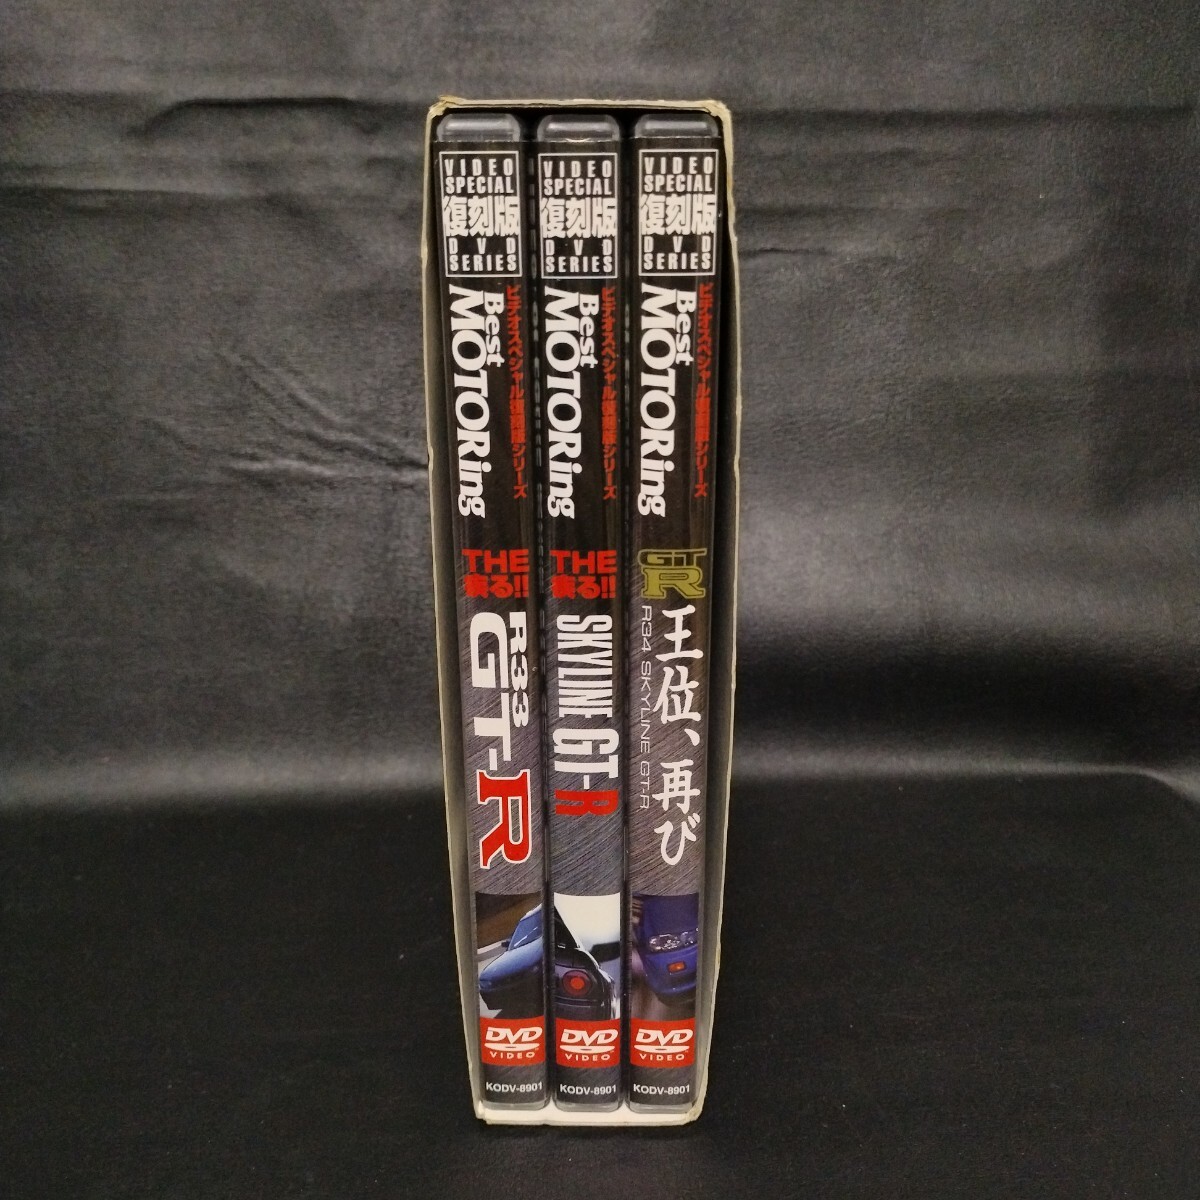 VIDEO
SPECIAL
復刻版
DVD
SERIES
Best
MOTORing
ビデオスペシャル復刻版シリーズ
THE
走る!!
R33
GT-R
DVD
VIDEO
KODV-8901
VIDEO
SPECIAL
復刻版
DVD
SERIES
Best
MOTORing
ビデオスペシャル復刻版シリーズ
THE
走る!!
SKYLINE GT-R
DVD
VIDEO
KODV-8901
VIDEO
SPECIAL
復刻版
DVD
SERIES
Best
MOTORing
ビデオスペシャル復刻版シリーズ
GT
R
王位、再び
R34 SKYLINE GT-R
DVD
VIDEO
KODV-8901